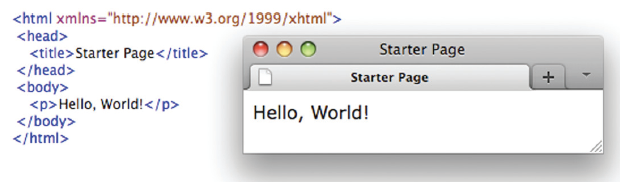 <html xmlns="http://www.w3.org/1999/xhtml">
<head>
<title>Starter Page</title>
</head>
<body>
<p>Hello, World!</p>
</body>
</html>
Starter Page
Starter Page +
Hello, World!